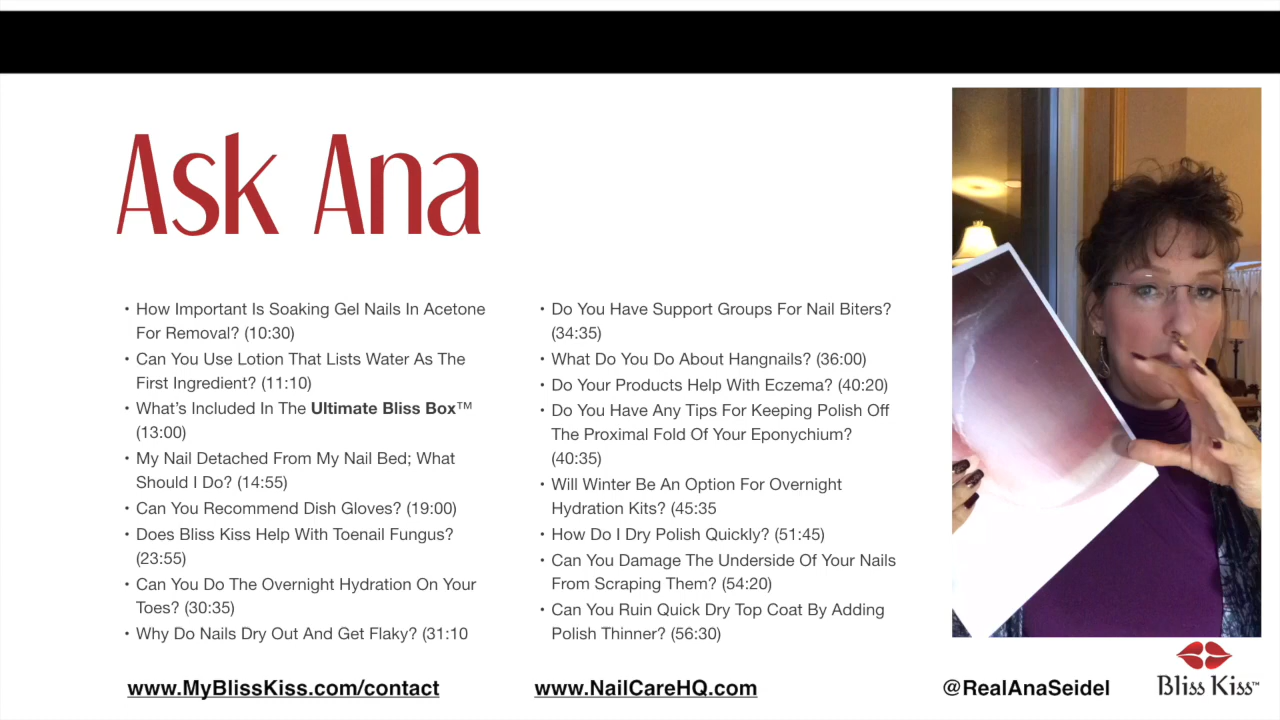 Ask Ana
• How Important Is Soaking Gel Nails In Acetone
For Removal? (10:30)
• Can You Use Lotion That Lists Water As The
First Ingredient? (11:10)
• What's Included In The Ultimate Bliss Box™
(13:00)
• My Nail Detached From My Nail Bed; What
Should I Do? (14:55)
• Can You Recommend Dish Gloves? (19:00)
• Does Bliss Kiss Help With Toenail Fungus?
(23:55)
• Can You Do The Overnight Hydration On Your
Toes? (30:35)
• Why Do Nails Dry Out And Get Flaky? (31:10
• Do You Have Support Groups For Nail Biters?
(34:35)
• What Do You Do About Hangnails? (36:00)
• Do Your Products Help With Eczema? (40:20)
• Do You Have Any Tips For Keeping Polish Off
The Proximal Fold Of Your Eponychium?
(40:35)
• Will Winter Be An Option For Overnight
Hydration Kits? (45:35
• How Do I Dry Polish Quickly? (51:45)
• Can You Damage The Underside Of Your Nails
From Scraping Them? (54:20)
• Can You Ruin Quick Dry Top Coat By Adding
Polish Thinner? (56:30)
www.MyBlissKiss.com/contact
www.NailCareHQ.com
@RealAnaSeidel
Bliss Kiss™